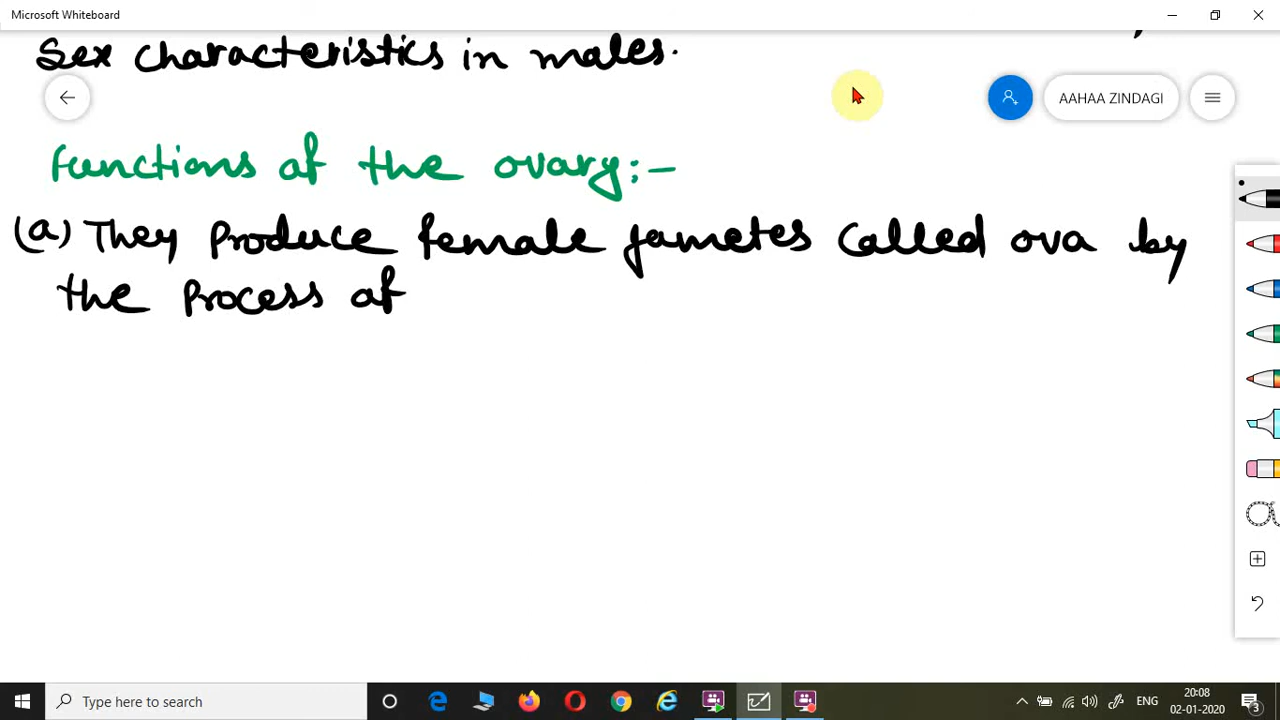 Microsoft Whiteboard
Sex characteristics in males.
AAHAA ZINDAGI
Functions of the ovary:-
(a) They produce female gametes called ova by
the process of
Type here to search
ENG
20:08
02-01-2020
3